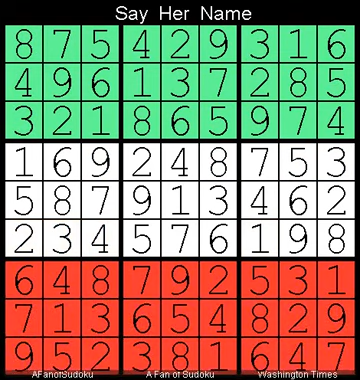 Say Her Name
8 7 5 4 2 9 3 1 6
4 9 6 1 3 7 2 8 5
3 2 1 8 6 5 9 7 4
1 6 9 2 4 8 7 5 3
5 8 7 9 1 3 4 6 2
2 3 4 5 7 6 1 9 8
6 4 8 7 9 2 5 3 1
7 1 3 6 5 4 8 2 9
9 5 2 3 8 1 6 4 7
AFanofSudoku A Fan of Sudoku Washington Times